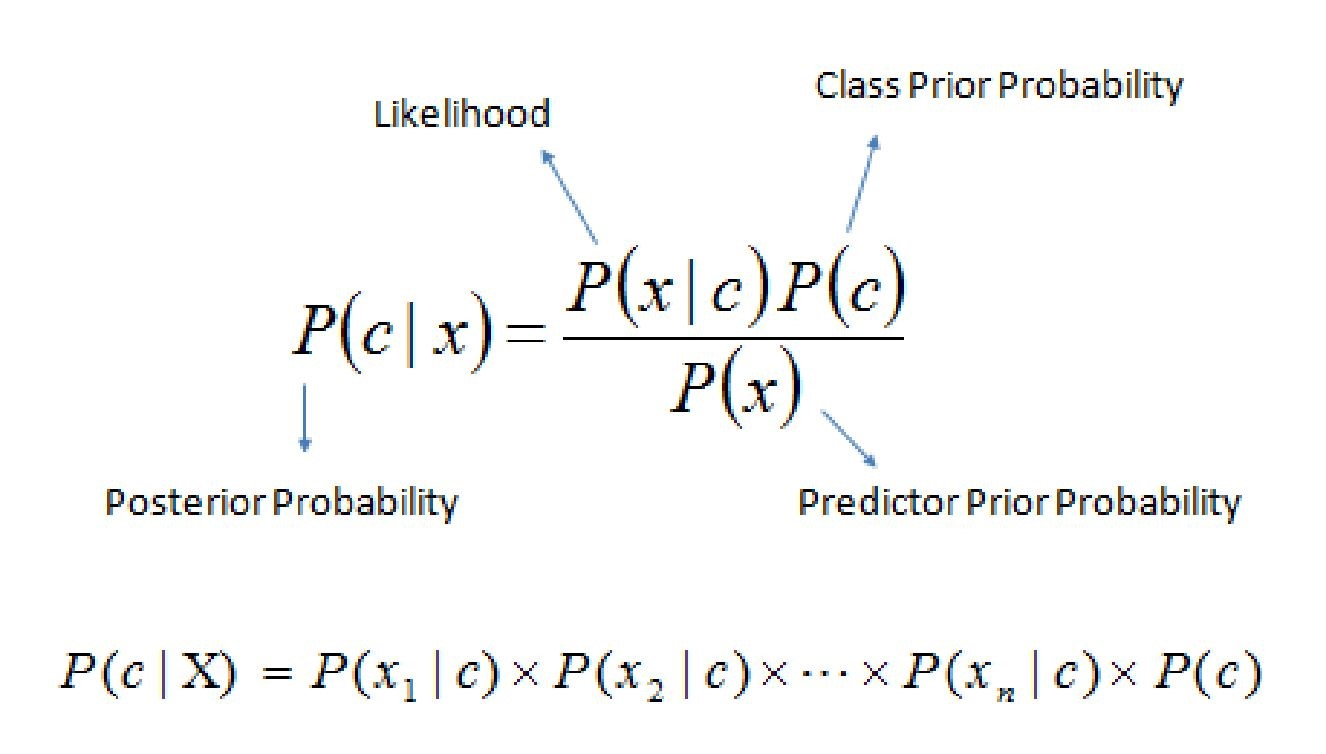 Class Prior Probability
Likelihood
P(c | x) = P(x | c)P(c) / P(x)
Posterior Probability
Predictor Prior Probability
P(c | X) = P(x₁ | c) × P(x₂ | c) × ··· × P(xₙ | c) × P(c)